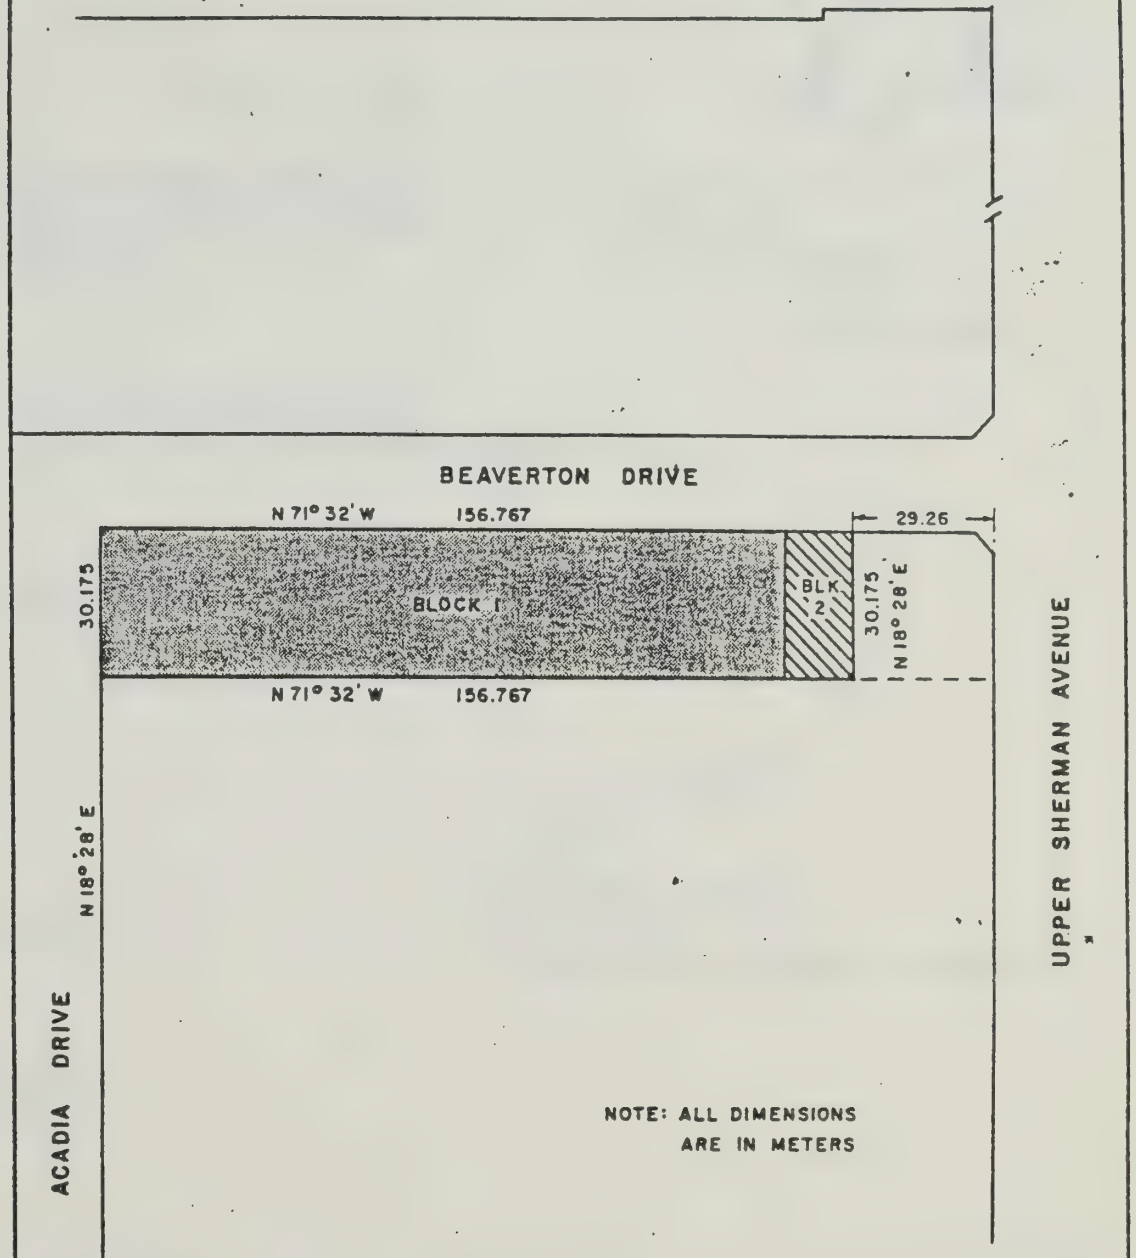 BEAVERTON DRIVE
N 71° 32' W 156.767
29.26
30.175
BLOCK 1
BLK
2
30.175
N 18° 28' E
N 71° 32' W 156.767
N 18° 28' E
ACADIA DRIVE
UPPER SHERMAN AVENUE
NOTE: ALL DIMENSIONS
ARE IN METERS